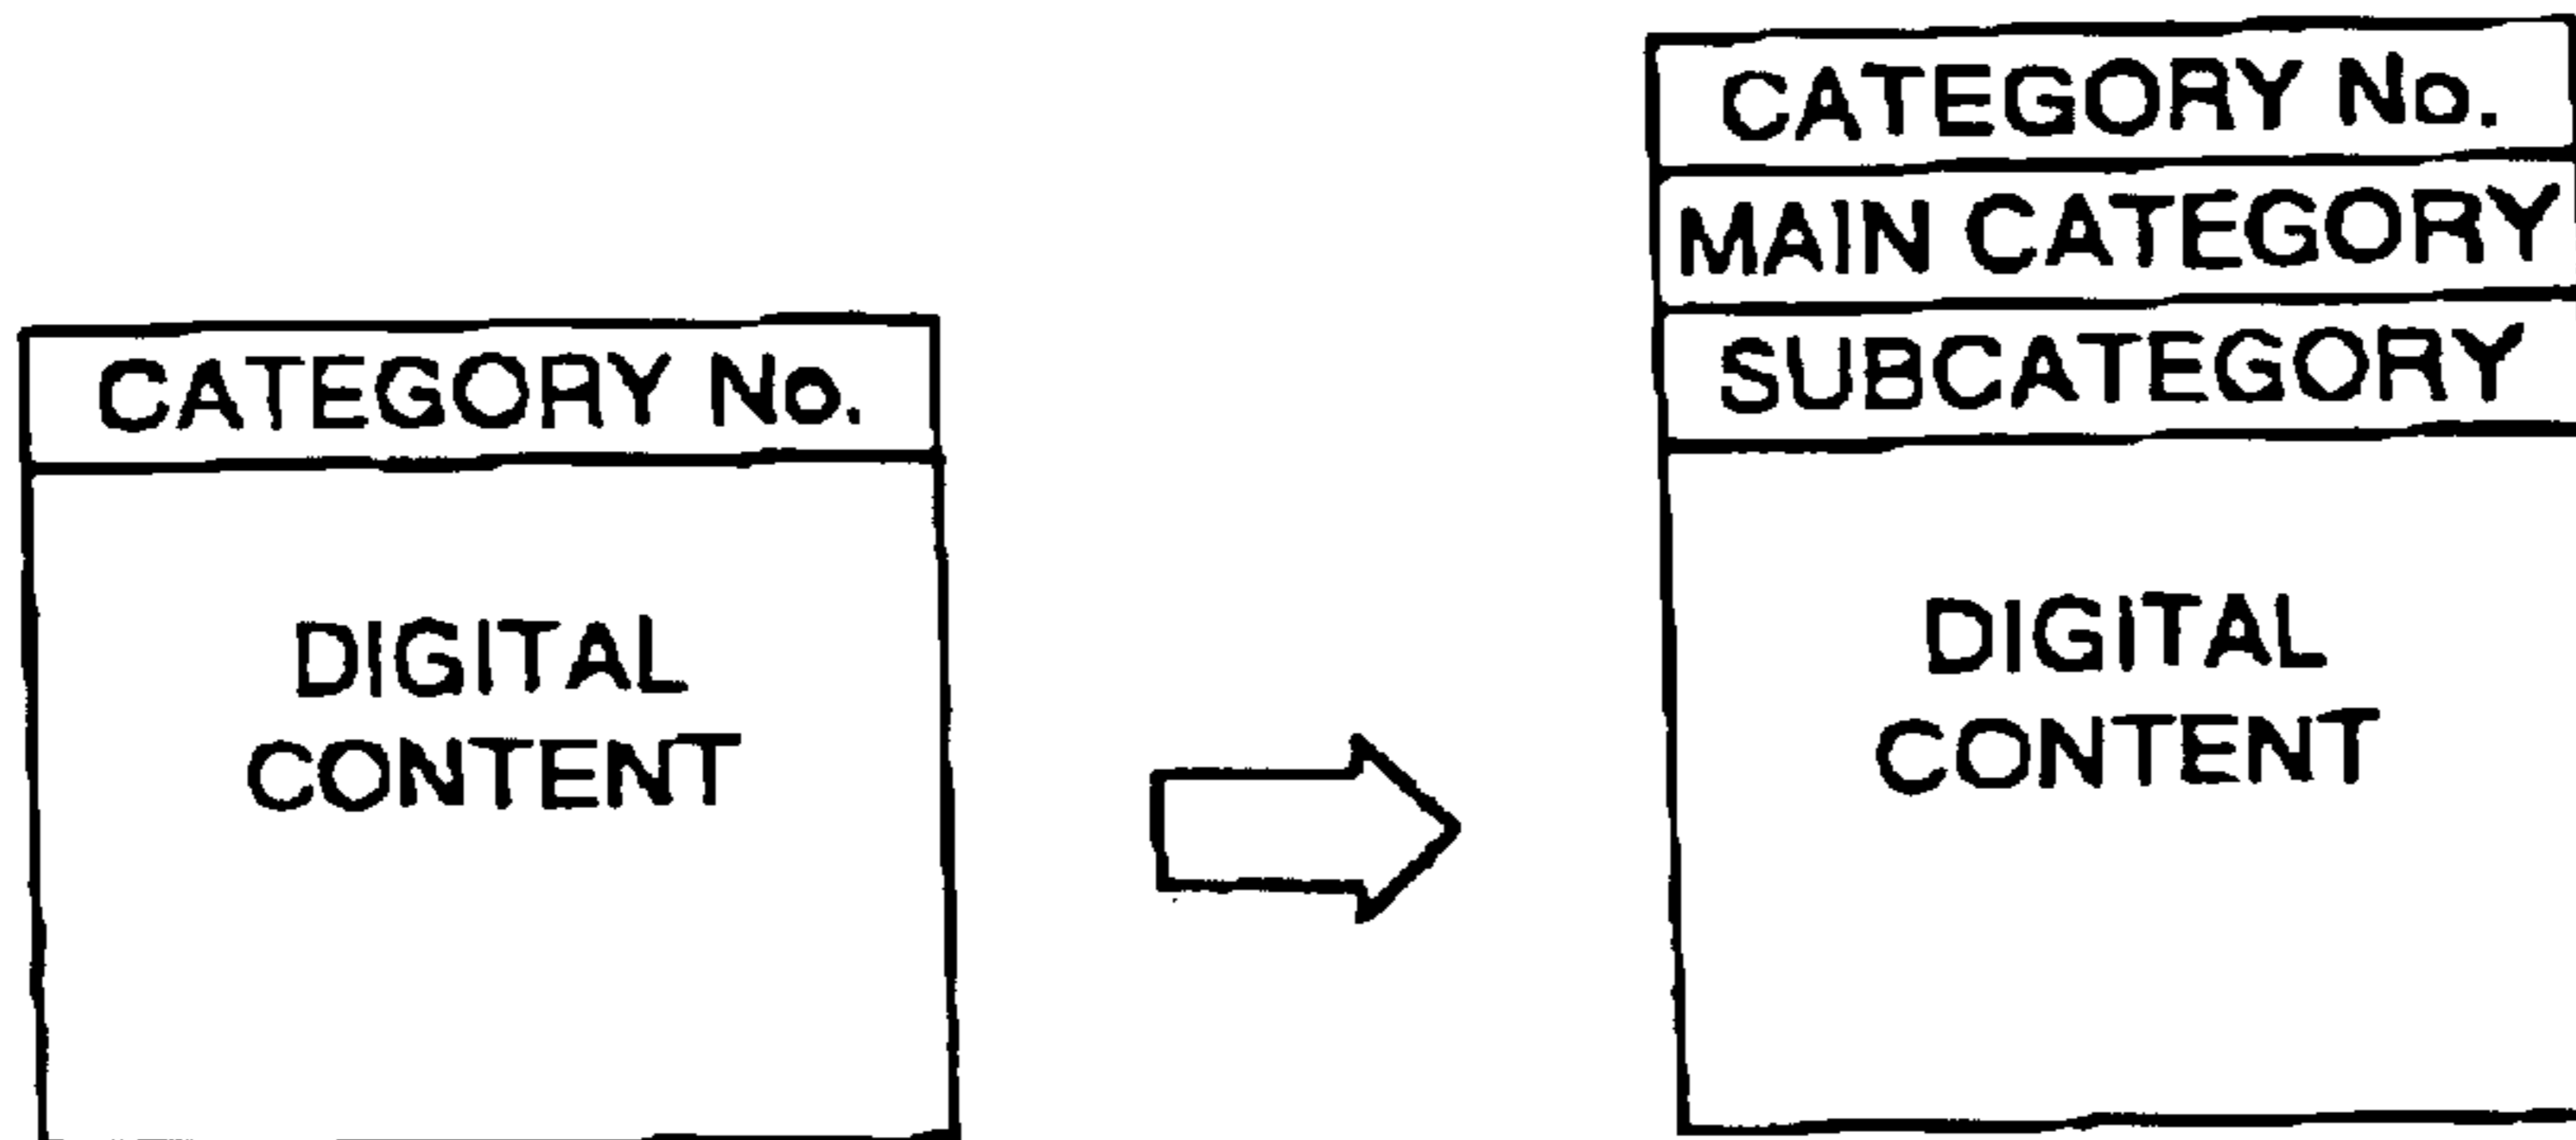 CATEGORY No.
DIGITAL
CONTENT
CATEGORY No.
MAIN CATEGORY
SUBCATEGORY
DIGITAL
CONTENT